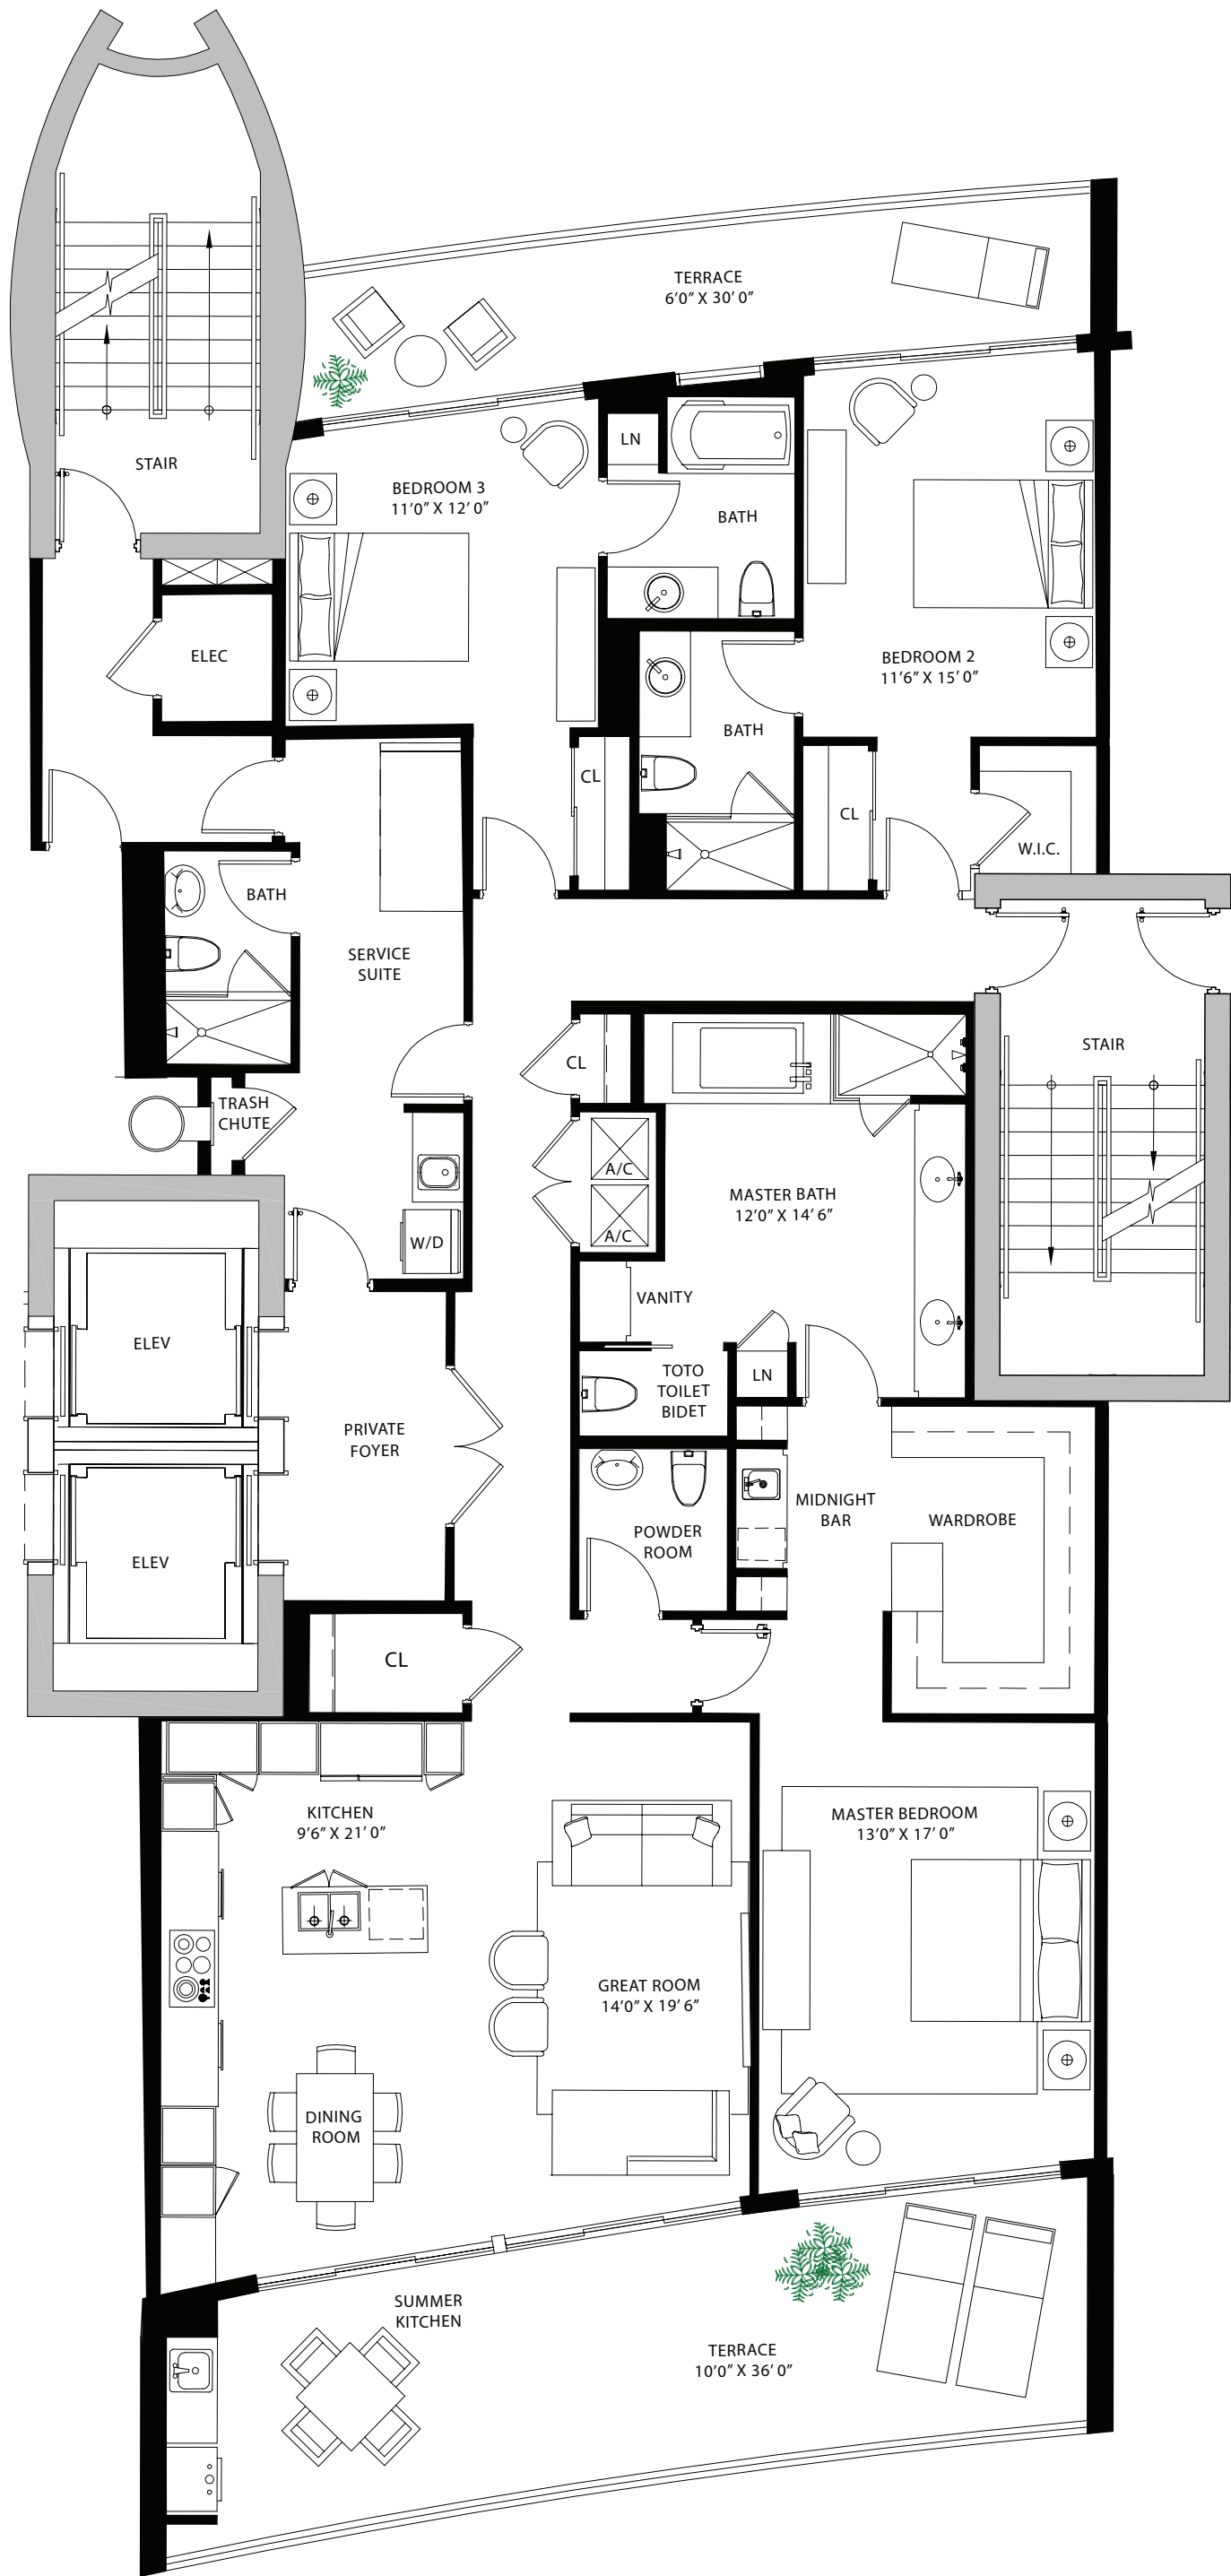 TERRACE
6'0" X 30' 0"
STAIR
LN
BEDROOM 3
11'0" X 12' 0"
BATH
ELEC
BEDROOM 2
11'6" X 15'0"
BATH
CL
CL
W.I.C.
BATH
SERVICE
SUITE
STAIR
CL
TRASH
CHUTE
A/C
MASTER BATH
12'0" X 14' 6"
A/C
W/D
VANITY
ELEV
TOTO
TOILET
BIDET
LN
PRIVATE
FOYER
MIDNIGHT
BAR
WARDROBE
POWDER
ROOM
ELEV
CL
KITCHEN
9'6" X 21' 0"
MASTER BEDROOM
13'0" X 17' 0"
GREAT ROOM
14'0" X 19' 6"
DINING
ROOM
SUMMER
KITCHEN
TERRACE
10'0" X 36' 0"